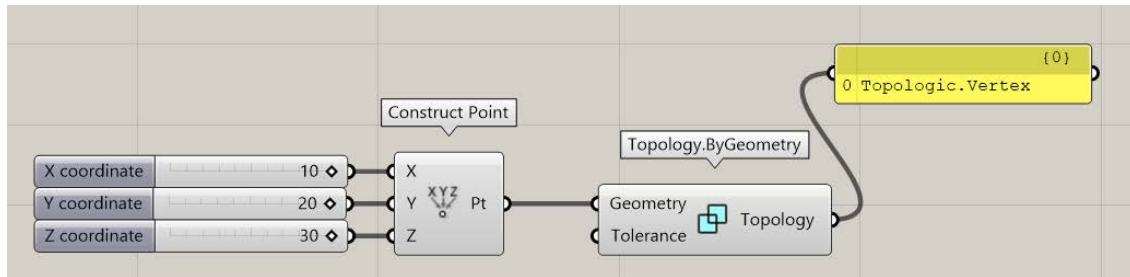 {0}
0 Topologic.Vertex
Construct Point
Topology.ByGeometry
X coordinate 10
Y coordinate 20
Z coordinate 30
X
Y XYZ Pt
Z
Geometry
Tolerance
Topology